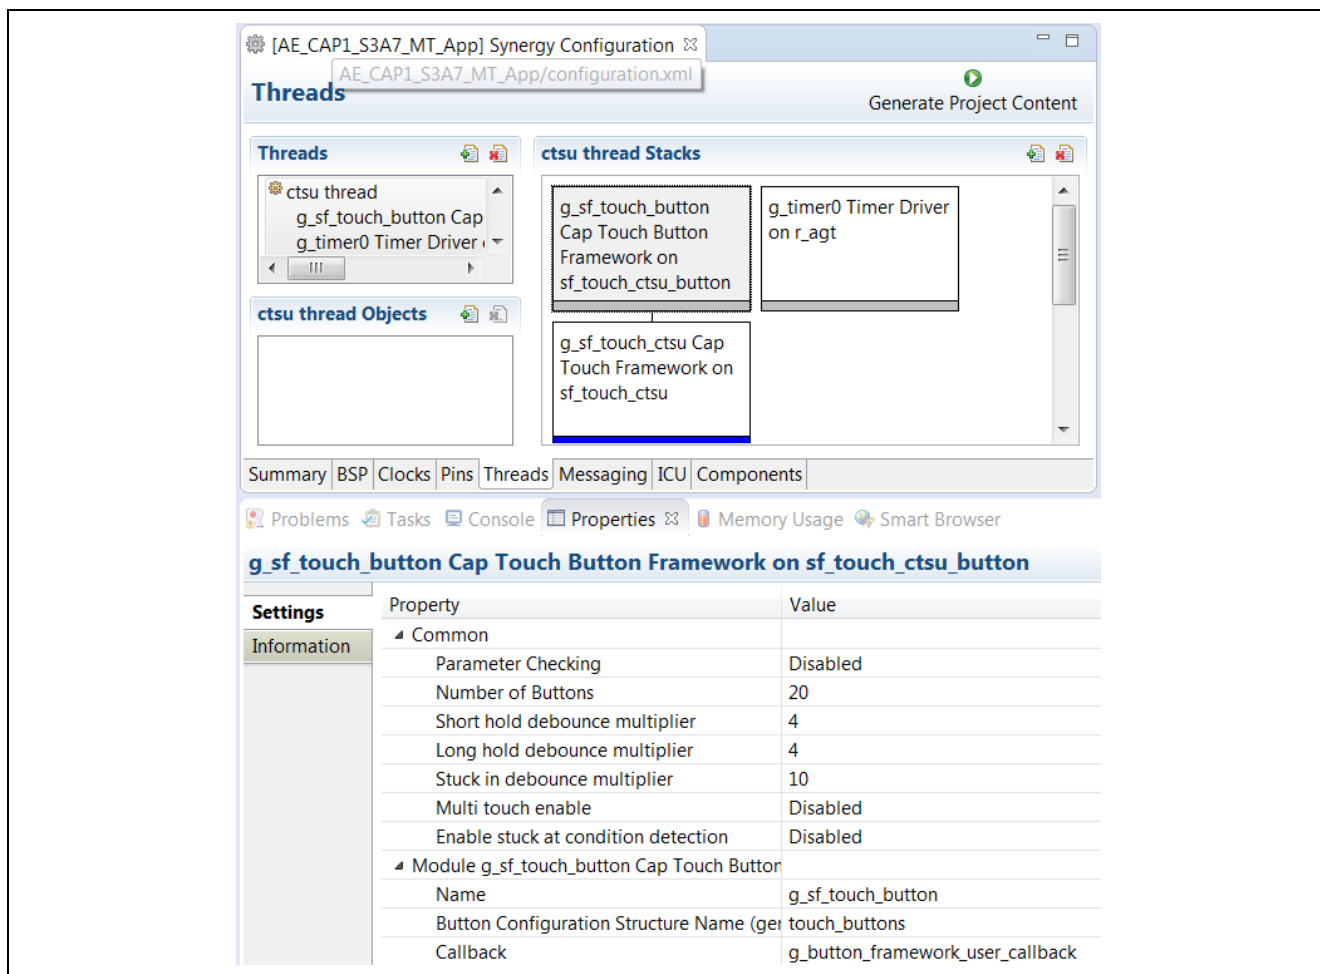 [AE_CAP1_S3A7_MT_App] Synergy Configuration
AE_CAP1_S3A7_MT_App/configuration.xml
Threads
Generate Project Content
Threads
ctsu thread
g_sf_touch_button Cap
g_timer0 Timer Driver
ctsu thread Objects
ctsu thread Stacks
g_sf_touch_button
Cap Touch Button
Framework on
sf_touch_ctsu_button
g_timer0 Timer Driver
on r_agt
g_sf_touch_ctsu Cap
Touch Framework on
sf_touch_ctsu
Summary BSP Clocks Pins Threads Messaging ICU Components
Problems Tasks Console Properties Memory Usage Smart Browser
g_sf_touch_button Cap Touch Button Framework on sf_touch_ctsu_button
Settings
Information
Property Value
Common
Parameter Checking Disabled
Number of Buttons 20
Short hold debounce multiplier 4
Long hold debounce multiplier 4
Stuck in debounce multiplier 10
Multi touch enable Disabled
Enable stuck at condition detection Disabled
Module g_sf_touch_button Cap Touch Button
Name g_sf_touch_button
Button Configuration Structure Name (ger touch_buttons
Callback g_button_framework_user_callback